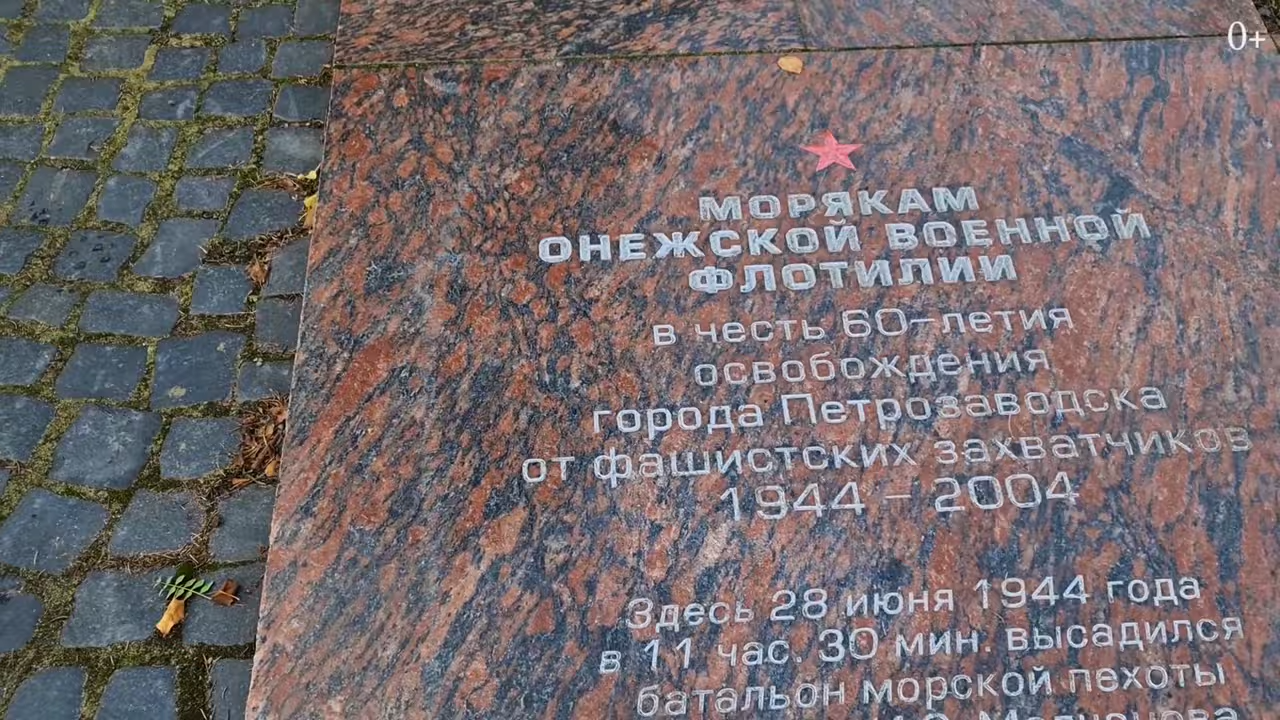 0+
МОРЯКАМ
ОНЕЖСКОЙ ВОЕННОЙ
ФЛОТИЛИИ
в честь 60-летия
освобождения
города Петрозаводска
от фашистских захватчиков
1944 – 2004
Здесь 28 июня 1944 года
в 11 час. 30 мин. высадился
батальон морской пехоты